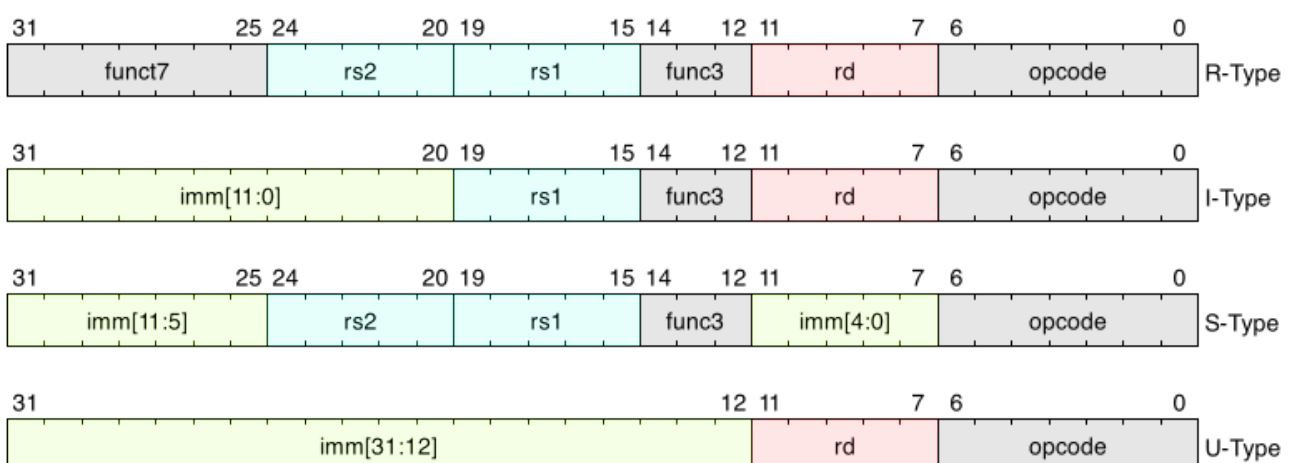 31 25 24 20 19 15 14 12 11 7 6 0
funct7 rs2 rs1 func3 rd opcode R-Type
31 20 19 15 14 12 11 7 6 0
imm[11:0] rs1 func3 rd opcode I-Type
31 25 24 20 19 15 14 12 11 7 6 0
imm[11:5] rs2 rs1 func3 imm[4:0] opcode S-Type
31 12 11 7 6 0
imm[31:12] rd opcode U-Type